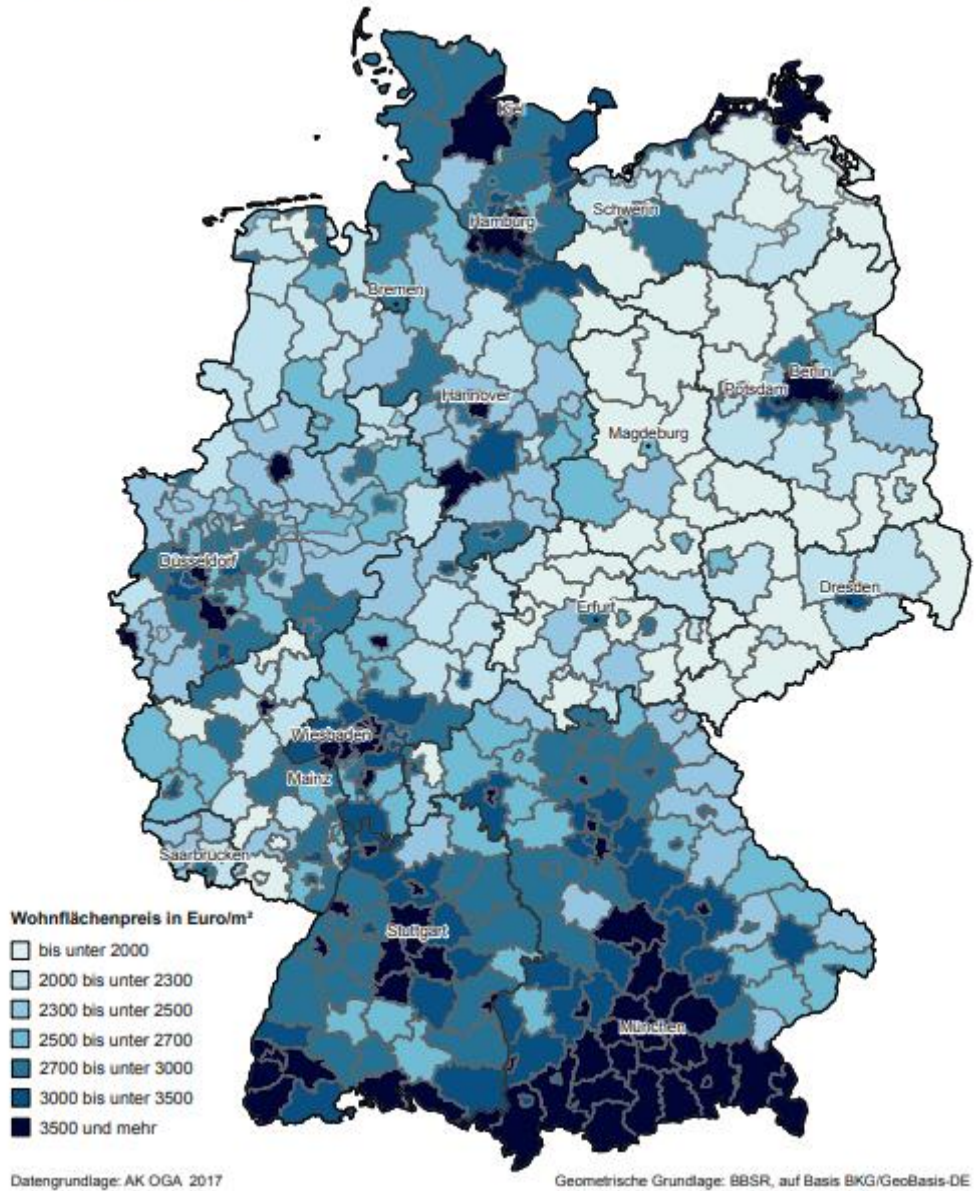 Kiel
Hamburg
Schwerin
Bremen
Berlin
Potsdam
Hannover
Magdeburg
Düsseldorf
Dresden
Erfurt
Wiesbaden
Mainz
Saarbrücken
Stuttgart
München
Wohnflächenpreis in Euro/m²
bis unter 2000
2000 bis unter 2300
2300 bis unter 2500
2500 bis unter 2700
2700 bis unter 3000
3000 bis unter 3500
3500 und mehr
Datengrundlage: AK OGA 2017
Geometrische Grundlage: BBSR, auf Basis BKG/GeoBasis-DE